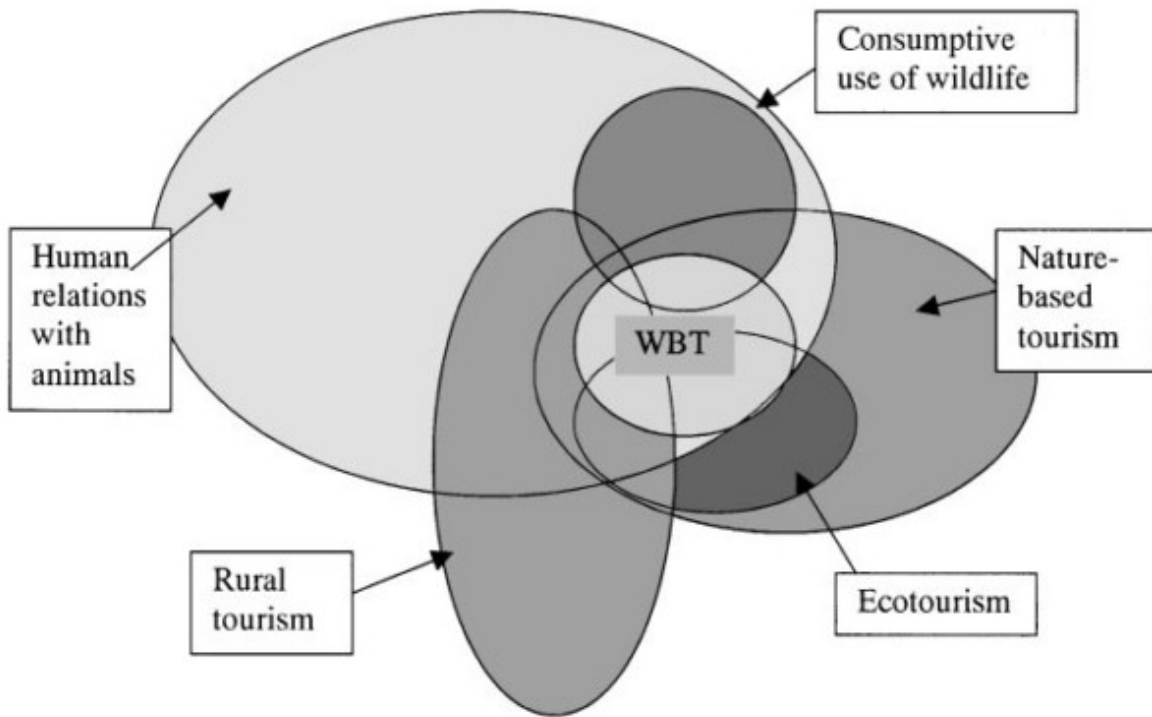 Consumptive
use of wildlife
Human
relations
with
animals
Nature-
based
tourism
WBT
Rural
tourism
Ecotourism